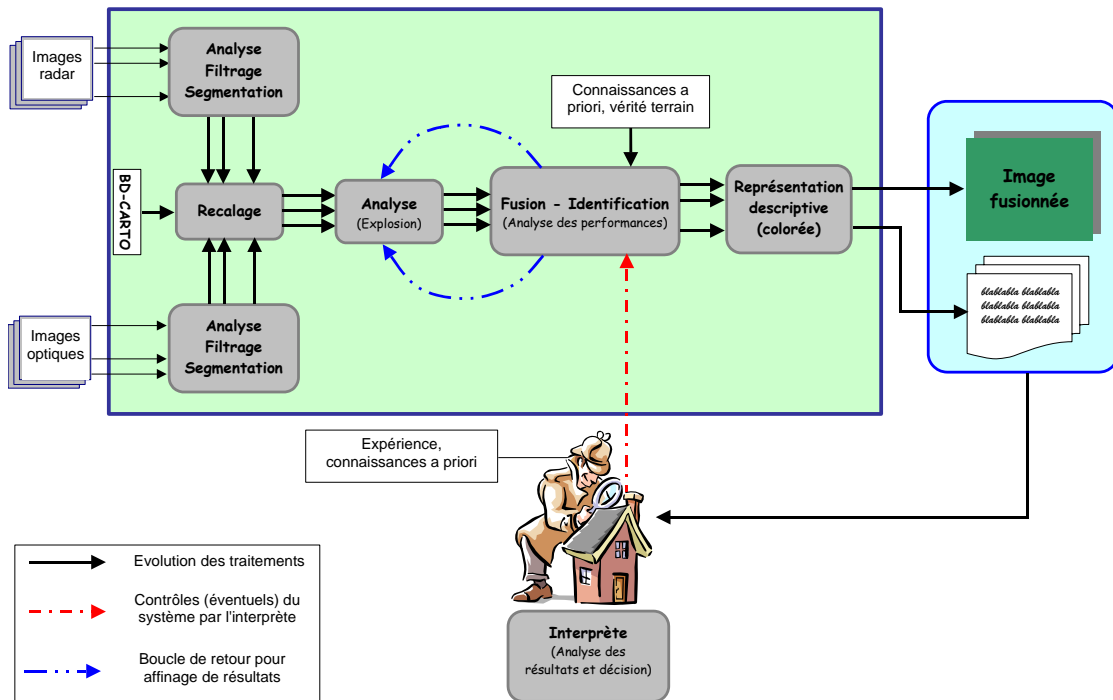 Images
radar
Analyse
Filtrage
Segmentation
Connaissances a
priori, vérité terrain
BD-CARTO
Recalage
Analyse
(Explosion)
Fusion - Identification
(Analyse des performances)
Représentation
descriptive
(colorée)
Image
fusionnée
blablabla blablabla
blablabla blablabla
blablabla blablabla
Images
optiques
Analyse
Filtrage
Segmentation
Expérience,
connaissances a priori
Evolution des traitements
Contrôles (éventuels) du
système par l'interprète
Boucle de retour pour
affinage de résultats
Interprète
(Analyse des
résultats et décision)